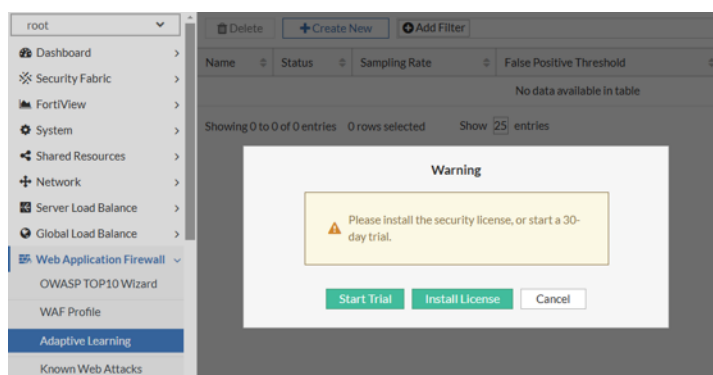 root
Dashboard
Security Fabric
FortiView
System
Shared Resources
Network
Server Load Balance
Global Load Balance
Web Application Firewall
OWASP TOP10 Wizard
WAF Profile
Adaptive Learning
Known Web Attacks
Delete Create New Add Filter
Name Status Sampling Rate False Positive Threshold
No data available in table
Showing 0 to 0 of 0 entries 0 rows selected Show 25 entries
Warning
Please install the security license, or start a 30-
day trial.
Start Trial Install License Cancel